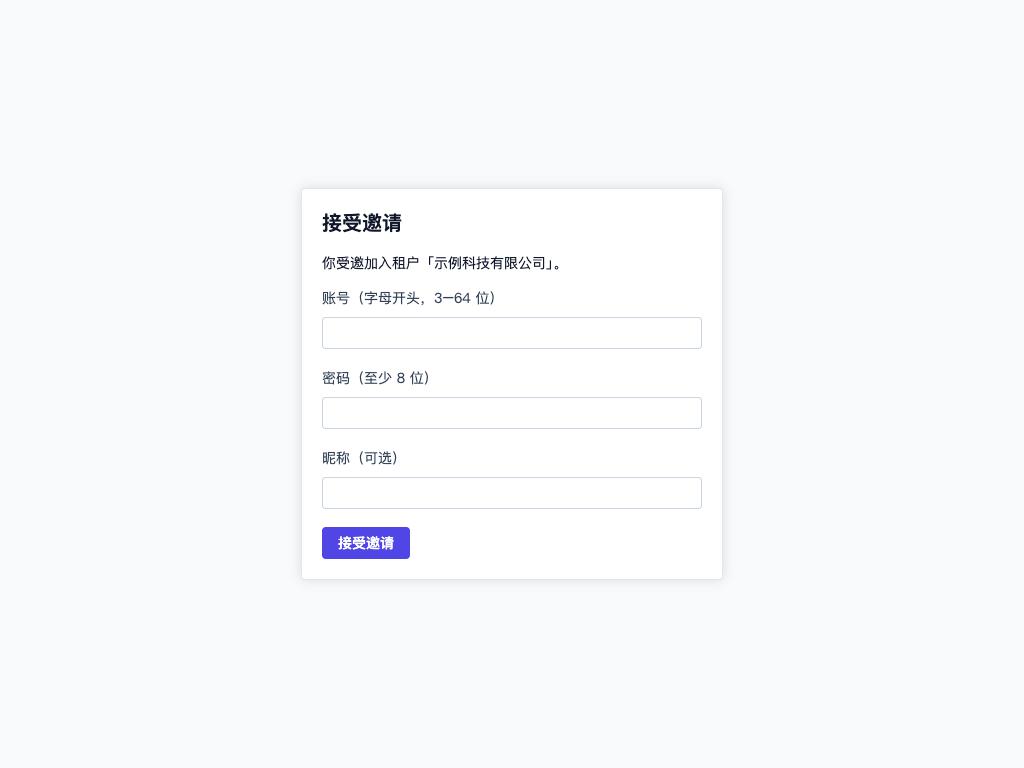 接受邀请
你受邀加入租户「示例科技有限公司」。
账号（字母开头，3—64 位）
密码（至少 8 位）
昵称（可选）
接受邀请